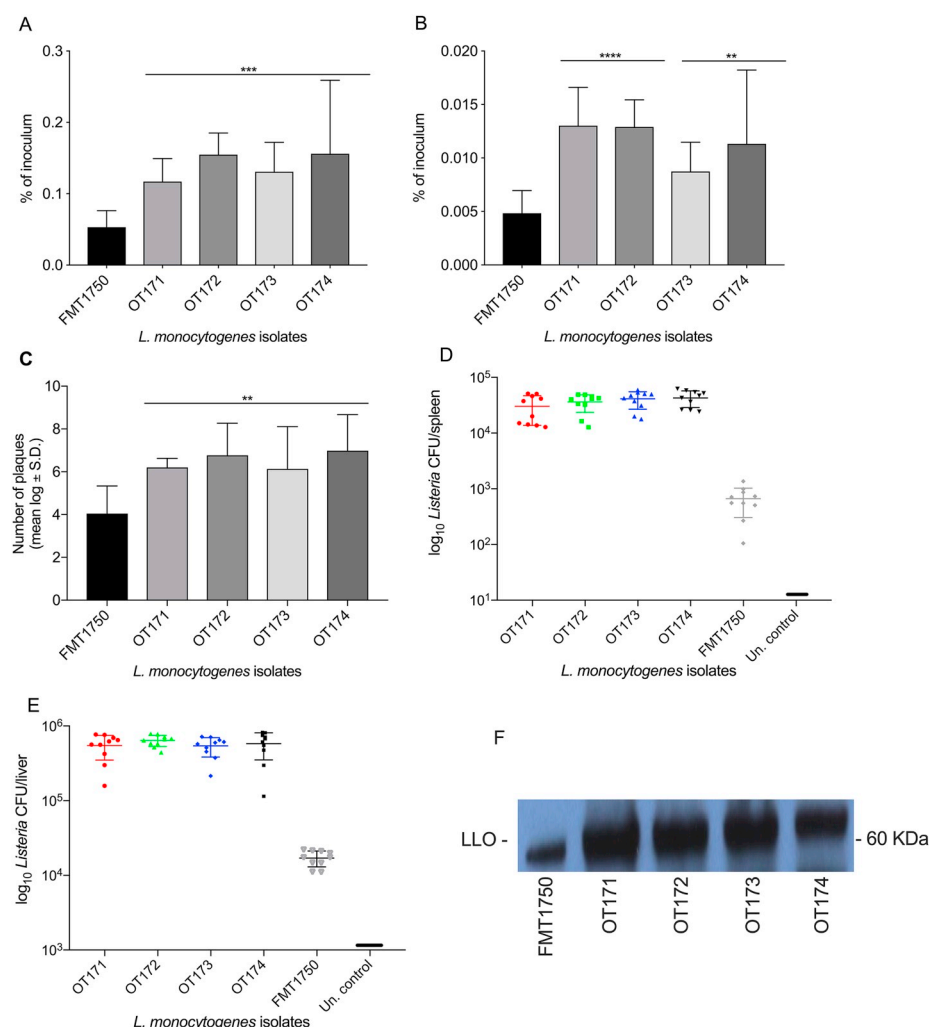 A
0.3
0.2
0.1
0.0
% of inoculum
***
FMT1750
OT171
OT172
OT173
OT174
L. monocytogenes isolates
B
0.020
0.015
0.010
0.005
0.000
% of inoculum
****
**
FMT1750
OT171
OT172
OT173
OT174
L. monocytogenes isolates
C
10
8
6
4
2
0
Number of plaques
(mean log ± S.D.)
**
FMT1750
OT171
OT172
OT173
OT174
L. monocytogenes isolates
D
10⁵
10⁴
10³
10²
10¹
log₁₀ Listeria CFU/spleen
OT171
OT172
OT173
OT174
FMT1750
Un. control
L. monocytogenes isolates
E
10⁶
10⁵
10⁴
10³
log₁₀ Listeria CFU/liver
OT171
OT172
OT173
OT174
FMT1750
Un. control
L. monocytogenes isolates
F
LLO -
- 60 KDa
FMT1750
OT171
OT172
OT173
OT174